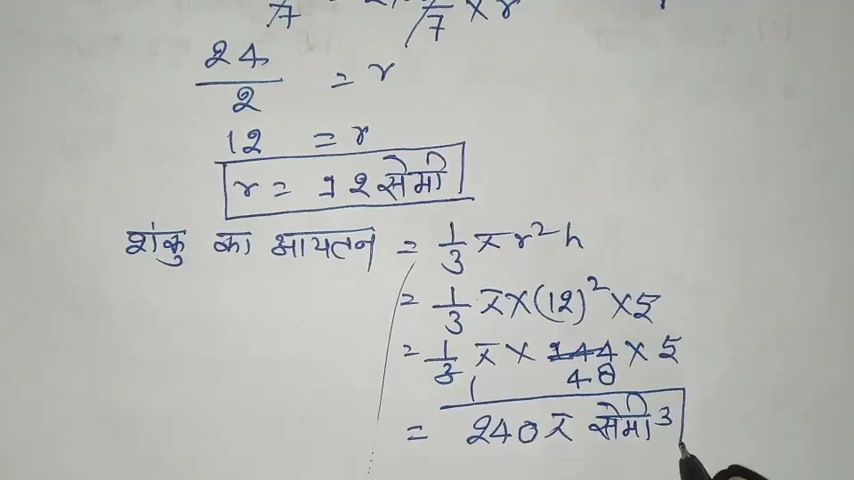 24/2 = r
12 = r
r = 12 सेमी
शंकु का आयतन = 1/3 π r² h
= 1/3 π × (12)² × 5
= 1/3 π × 144 × 5
1 48
= 240 π सेमी³